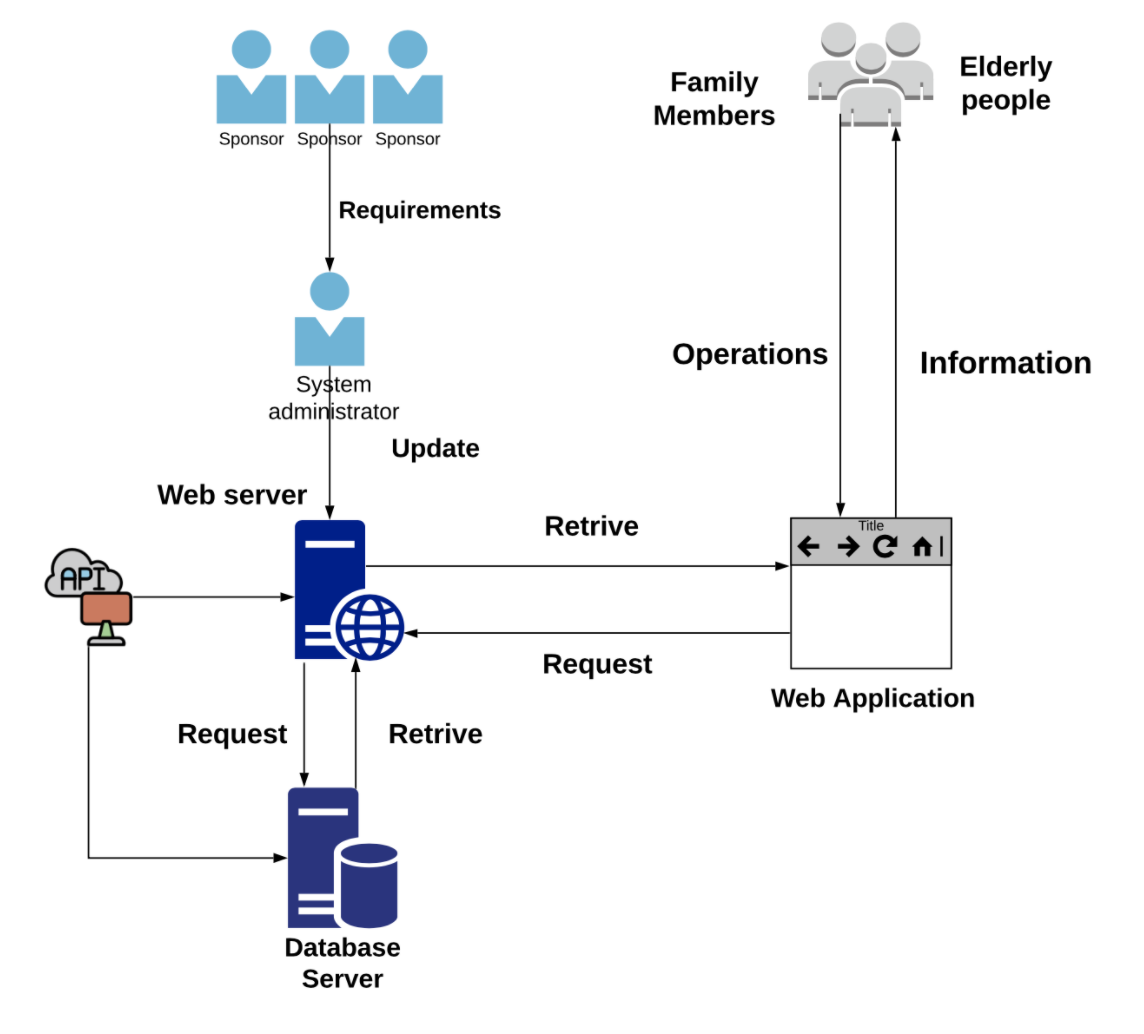 Family
Members
Elderly
people
Sponsor Sponsor Sponsor
Requirements
Operations
Information
System
administrator
Update
Web server
Retrive
Title
API
Request
Web Application
Request
Retrive
Database
Server